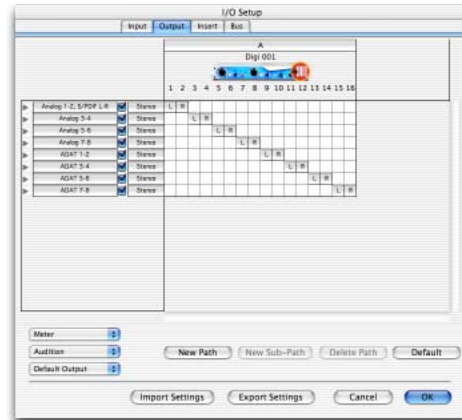 I/O Setup
Input Output Insert Bus
A
Digi 001
1 2 3 4 5 6 7 8 9 10 11 12 13 14 15 16
Analog 1-2, S/PDIF L-R Stereo L R
Analog 3-4 Stereo L R
Analog 5-6 Stereo L R
Analog 7-8 Stereo L R
ADAT 1-2 Stereo L R
ADAT 3-4 Stereo L R
ADAT 5-6 Stereo L R
ADAT 7-8 Stereo L R
Meter
Audition New Path New Sub-Path Delete Path Default
Default Output
Import Settings Export Settings Cancel OK